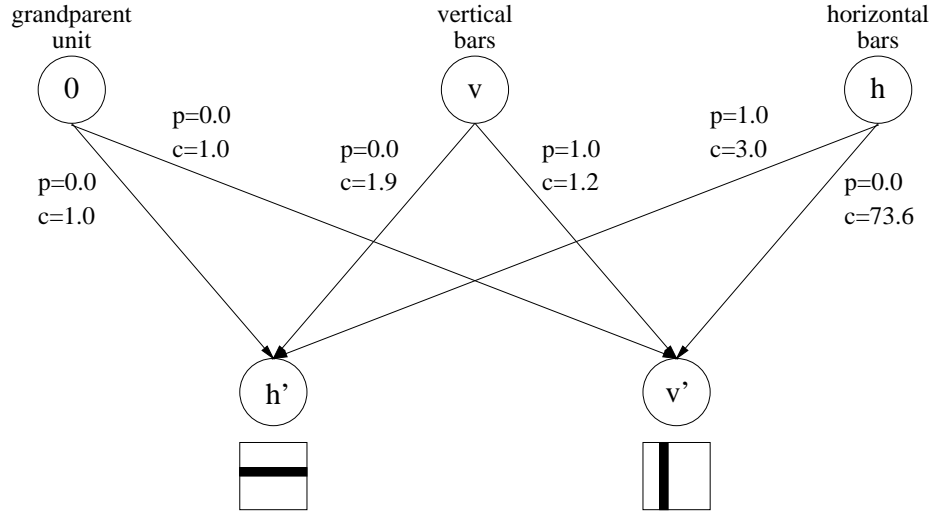 grandparent
unit
vertical
bars
horizontal
bars
0
v
h
p=0.0
c=1.0
p=0.0
c=1.9
p=1.0
c=1.2
p=1.0
c=3.0
p=0.0
c=1.0
p=0.0
c=73.6
h’
v’